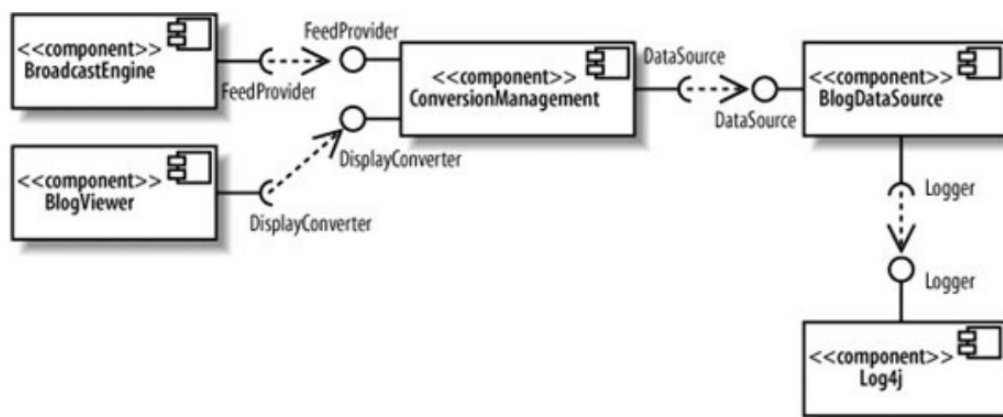 <<component>>
BroadcastEngine
FeedProvider
FeedProvider
<<component>>
ConversionManagement
DataSource
DataSource
<<component>>
BlogDataSource
<<component>>
BlogViewer
DisplayConverter
DisplayConverter
Logger
Logger
<<component>>
Log4j